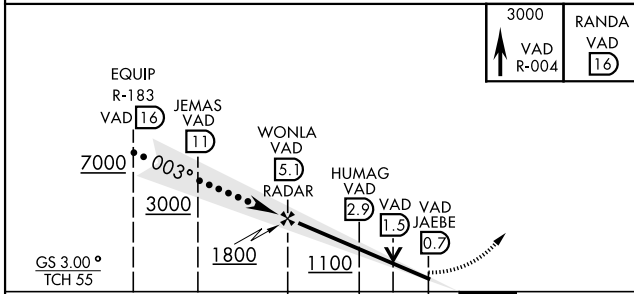 3000
VAD
R-004
RANDA
VAD
16
EQUIP
R-183
VAD 16
JEMAS
VAD
11
WONLA
VAD
5.1
RADAR
HUMAG
VAD
2.9
VAD
1.5
VAD
JAEBE
0.7
7000
003°
3000
1800
1100
GS 3.00°
TCH 55